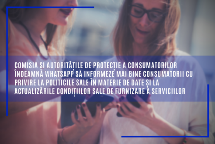 COMISIA ȘI AUTORITĂȚILE DE PROTECȚIE A CONSUMATORILOR
ÎNDEAMNĂ WHATSAPP SĂ INFORMEZE MAI BINE CONSUMATORII CU
PRIVIRE LA POLITICILE SALE ÎN MATERIE DE DATE ȘI LA
ACTUALIZĂRILE CONDIȚIILOR SALE DE FURNIZARE A SERVICIILOR